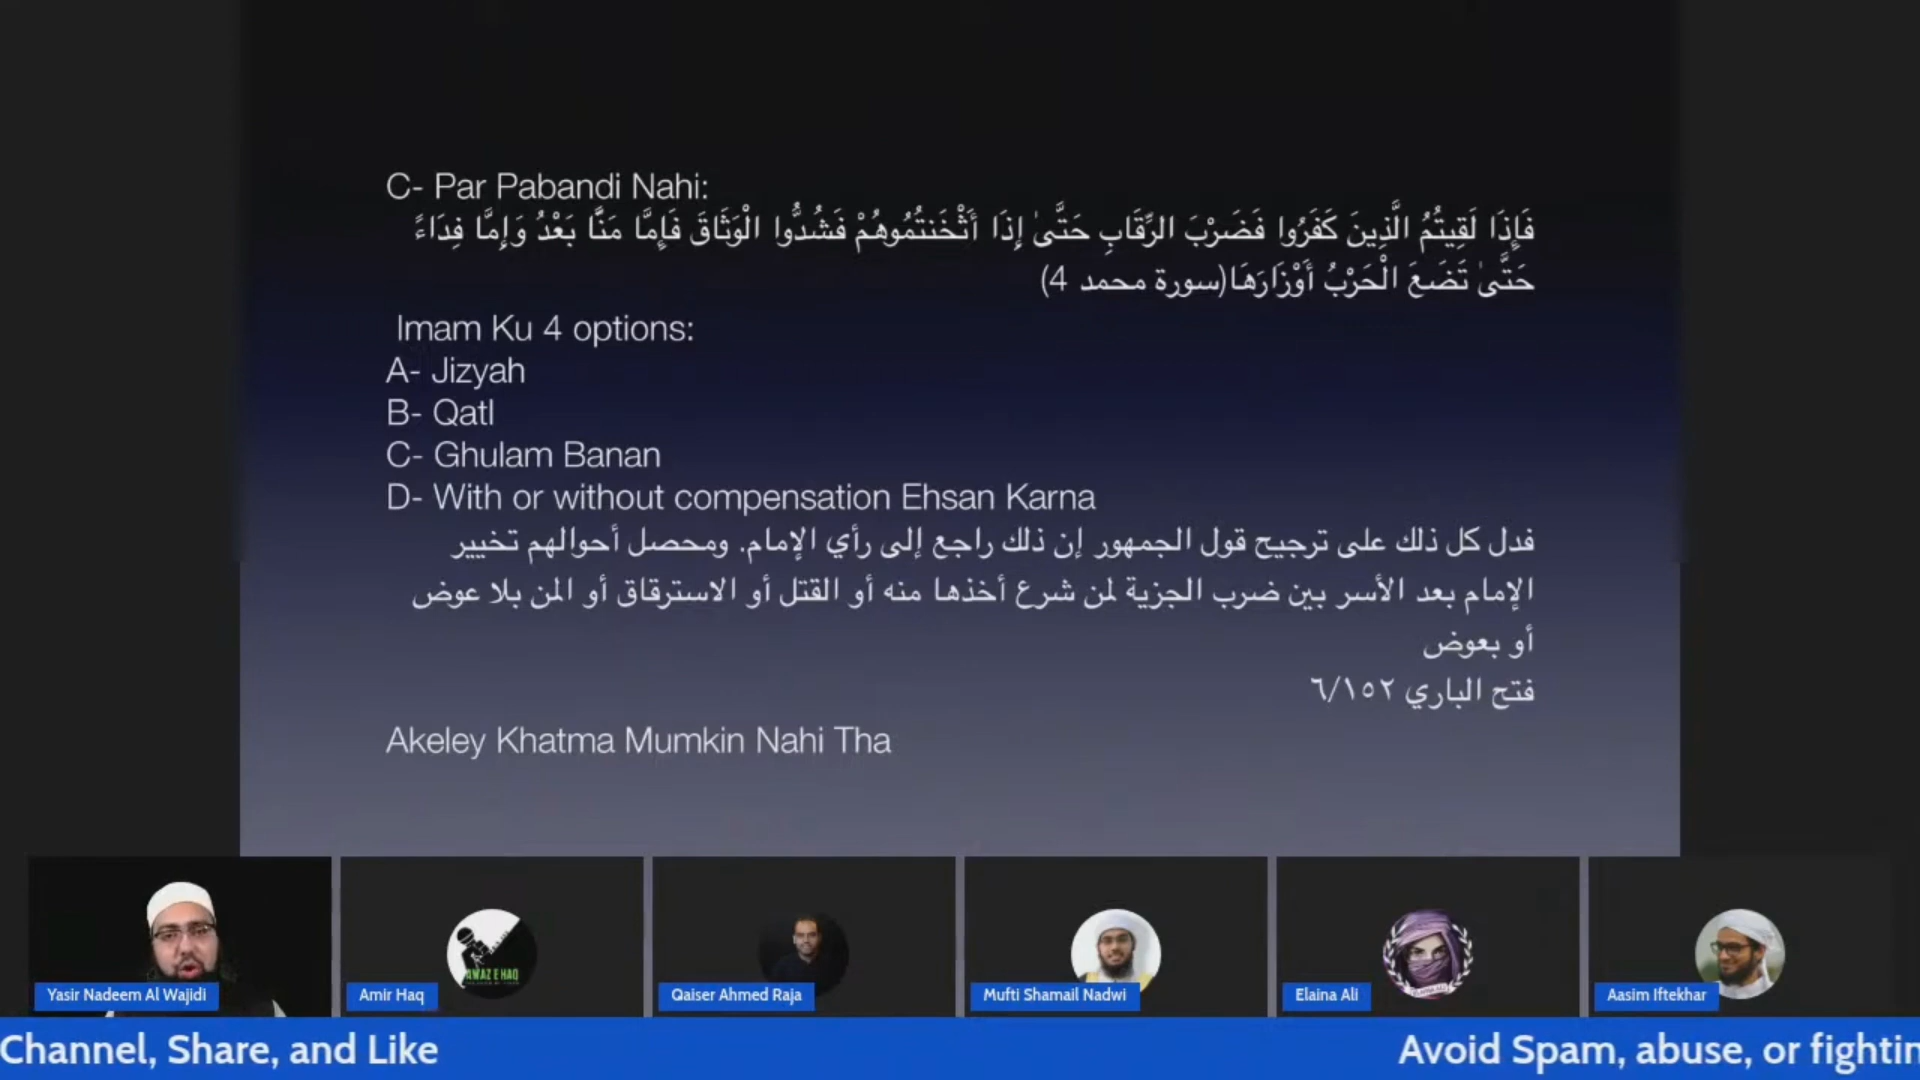 C- Par Pabandi Nahi:
فَإِذَا لَقِيتُمُ الَّذِينَ كَفَرُوا فَضَرْبَ الرِّقَابِ حَتَّىٰ إِذَا أَثْخَنتُمُوهُمْ فَشُدُّوا الْوَثَاقَ فَإِمَّا مَنًّا بَعْدُ وَإِمَّا فِدَاءً
حَتَّىٰ تَضَعَ الْحَرْبُ أَوْزَارَهَا(سورة محمد 4)
Imam Ku 4 options:
A- Jizyah
B- Qatl
C- Ghulam Banan
D- With or without compensation Ehsan Karna
فدل كل ذلك على ترجيح قول الجمهور إن ذلك راجع إلى رأي الإمام. ومحصل أحوالهم تخيير
الإمام بعد الأسر بين ضرب الجزية لمن شرع أخذها منه أو القتل أو الاسترقاق أو المن بلا عوض
أو بعوض
فتح الباري ٦/١٥٢
Akeley Khatma Mumkin Nahi Tha
AWAZ E HAQ
Yasir Nadeem Al Wajidi
Amir Haq
Qaiser Ahmed Raja
Mufti Shamail Nadwi
Elaina Ali
Aasim Iftekhar
Channel, Share, and Like
Avoid Spam, abuse, or fightin